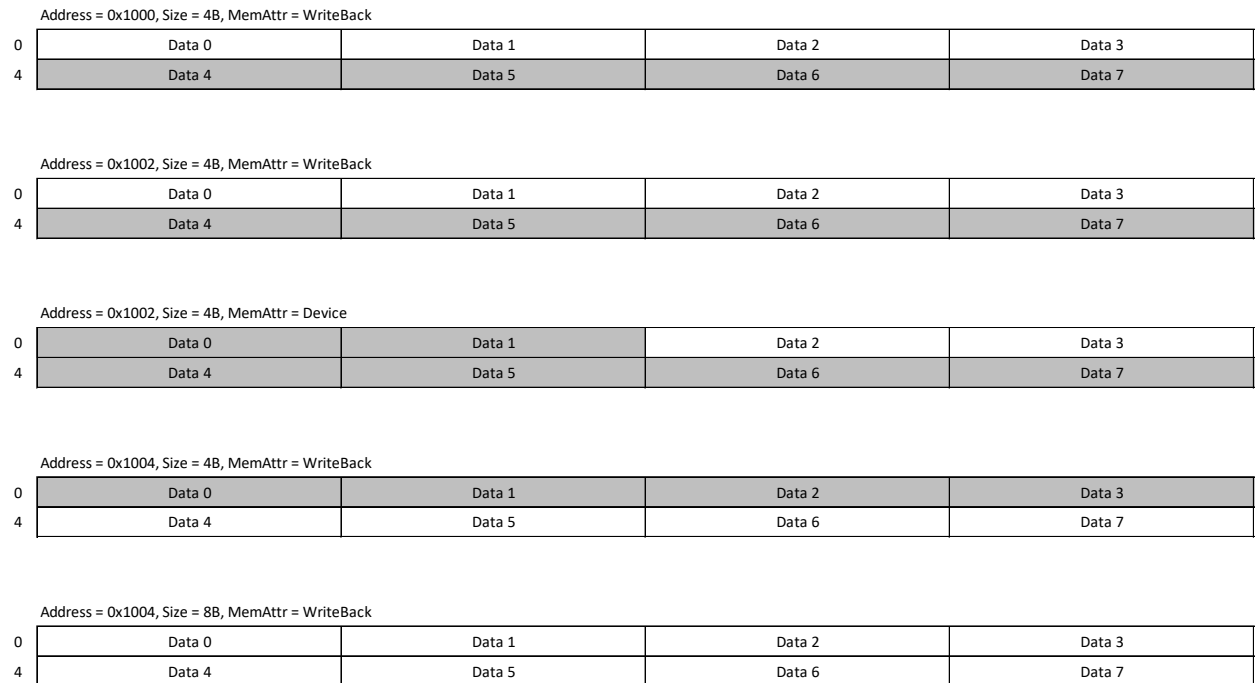 Address = 0x1000, Size = 4B, MemAttr = WriteBack
0 Data 0 Data 1 Data 2 Data 3
4 Data 4 Data 5 Data 6 Data 7
Address = 0x1002, Size = 4B, MemAttr = WriteBack
0 Data 0 Data 1 Data 2 Data 3
4 Data 4 Data 5 Data 6 Data 7
Address = 0x1002, Size = 4B, MemAttr = Device
0 Data 0 Data 1 Data 2 Data 3
4 Data 4 Data 5 Data 6 Data 7
Address = 0x1004, Size = 4B, MemAttr = WriteBack
0 Data 0 Data 1 Data 2 Data 3
4 Data 4 Data 5 Data 6 Data 7
Address = 0x1004, Size = 8B, MemAttr = WriteBack
0 Data 0 Data 1 Data 2 Data 3
4 Data 4 Data 5 Data 6 Data 7